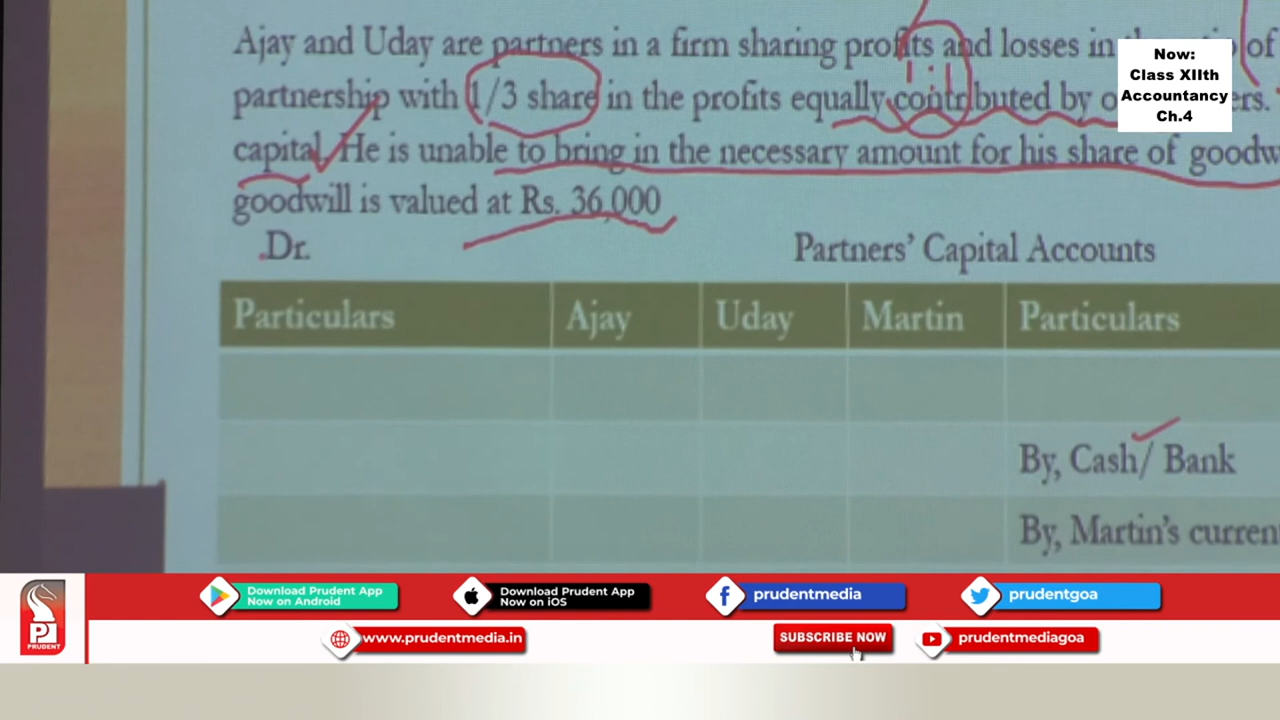 Ajay and Uday are partners in a firm sharing profits and losses in of
partnership with 1/3 share in the profits equally contributed by
capital. He is unable to bring in the necessary amount for his share of
goodwill is valued at Rs. 36,000
Now:
Class XIIth
Accountancy
Ch.4
1:1
Dr.
Partners' Capital Accounts
Particulars Ajay Uday Martin Particulars
By, Cash/ Bank
By, Martin's
Download Prudent App
Now on Android
Download Prudent App
Now on iOS
prudentmedia
prudentgoa
PRUDENT
www.prudentmedia.in
SUBSCRIBE NOW
prudentmediagoa